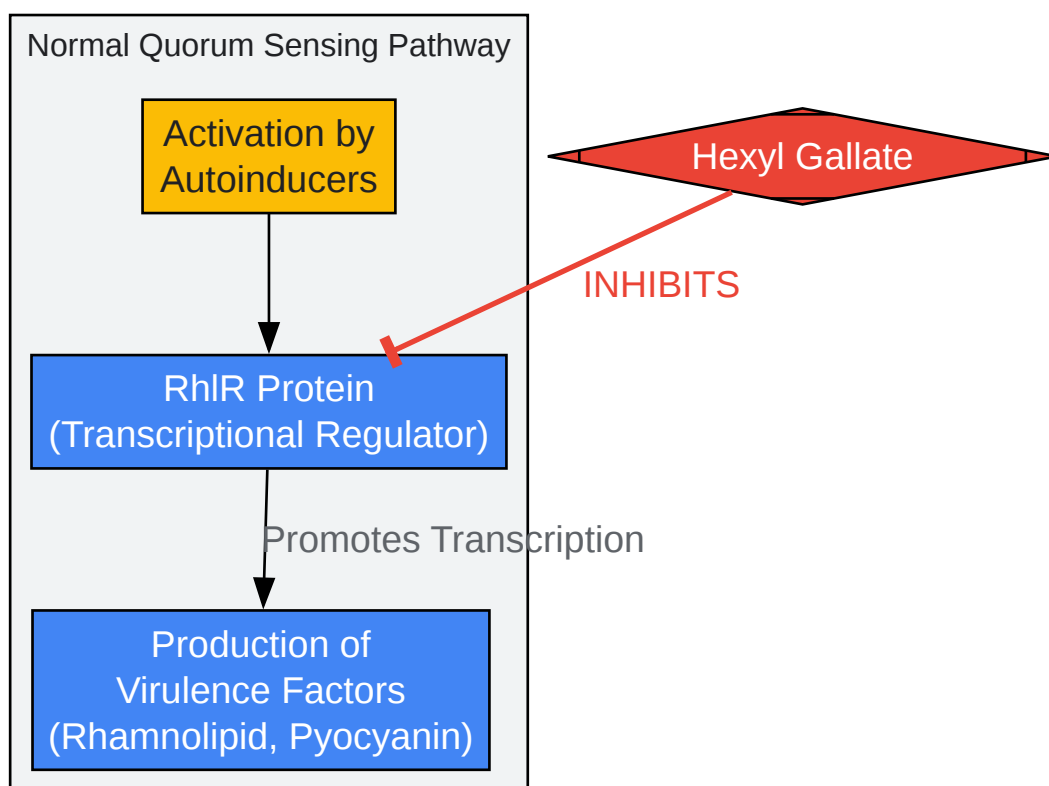 Normal Quorum Sensing Pathway
Activation by
Autoinducers
Hexyl Gallate
INHIBITS
RhlR Protein
(Transcriptional Regulator)
Promotes Transcription
Production of
Virulence Factors
(Rhamnolipid, Pyocyanin)